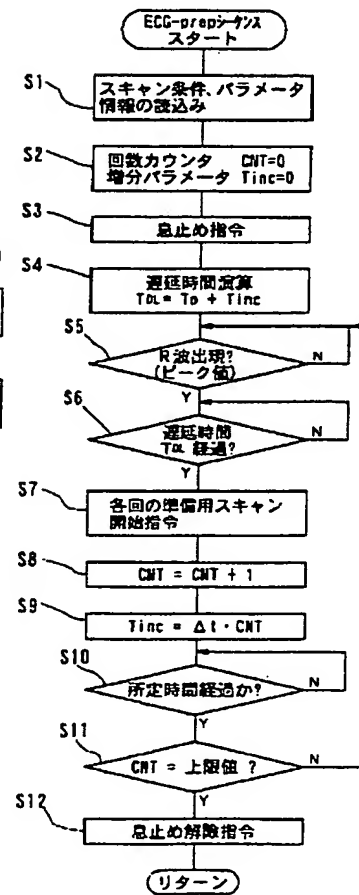 ECG-prepシーケンス
スタート
S1
スキャン条件、パラメータ
情報の読込み
S2
回数カウンタ CNT=0
増分パラメータ Tinc=0
S3
息止め指令
S4
遅延時間演算
TDL= To + Tinc
S5
R波出現?
(ピーク値)
N
Y
S6
遅延時間
TDL 経過?
N
Y
S7
各回の準備用スキャン
開始指令
S8
CNT = CNT + 1
S9
Tinc = Δt・CNT
S10
所定時間経過か?
N
Y
S11
CNT = 上限値 ?
N
Y
S12
息止め解除指令
リターン